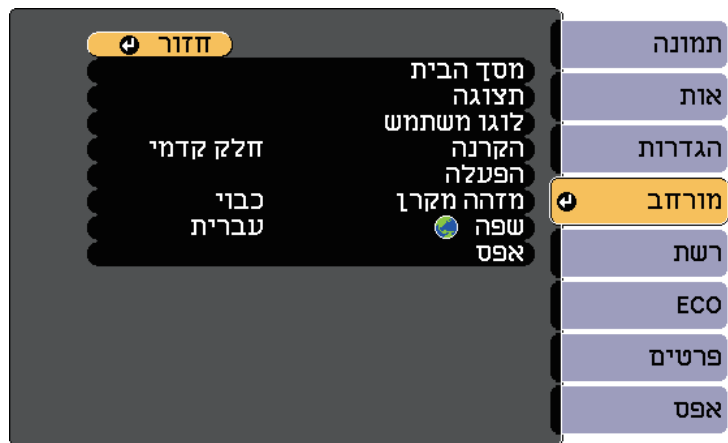 תמונה
אות
הגדרות
מורחב
רשת
ECO
פרטים
אפס
חזור
מסך הבית
תצוגה
לוגו משתמש
הקרנה חלק קדמי
הפעלה
מזהה מקרן כבוי
שפה עברית
אפס